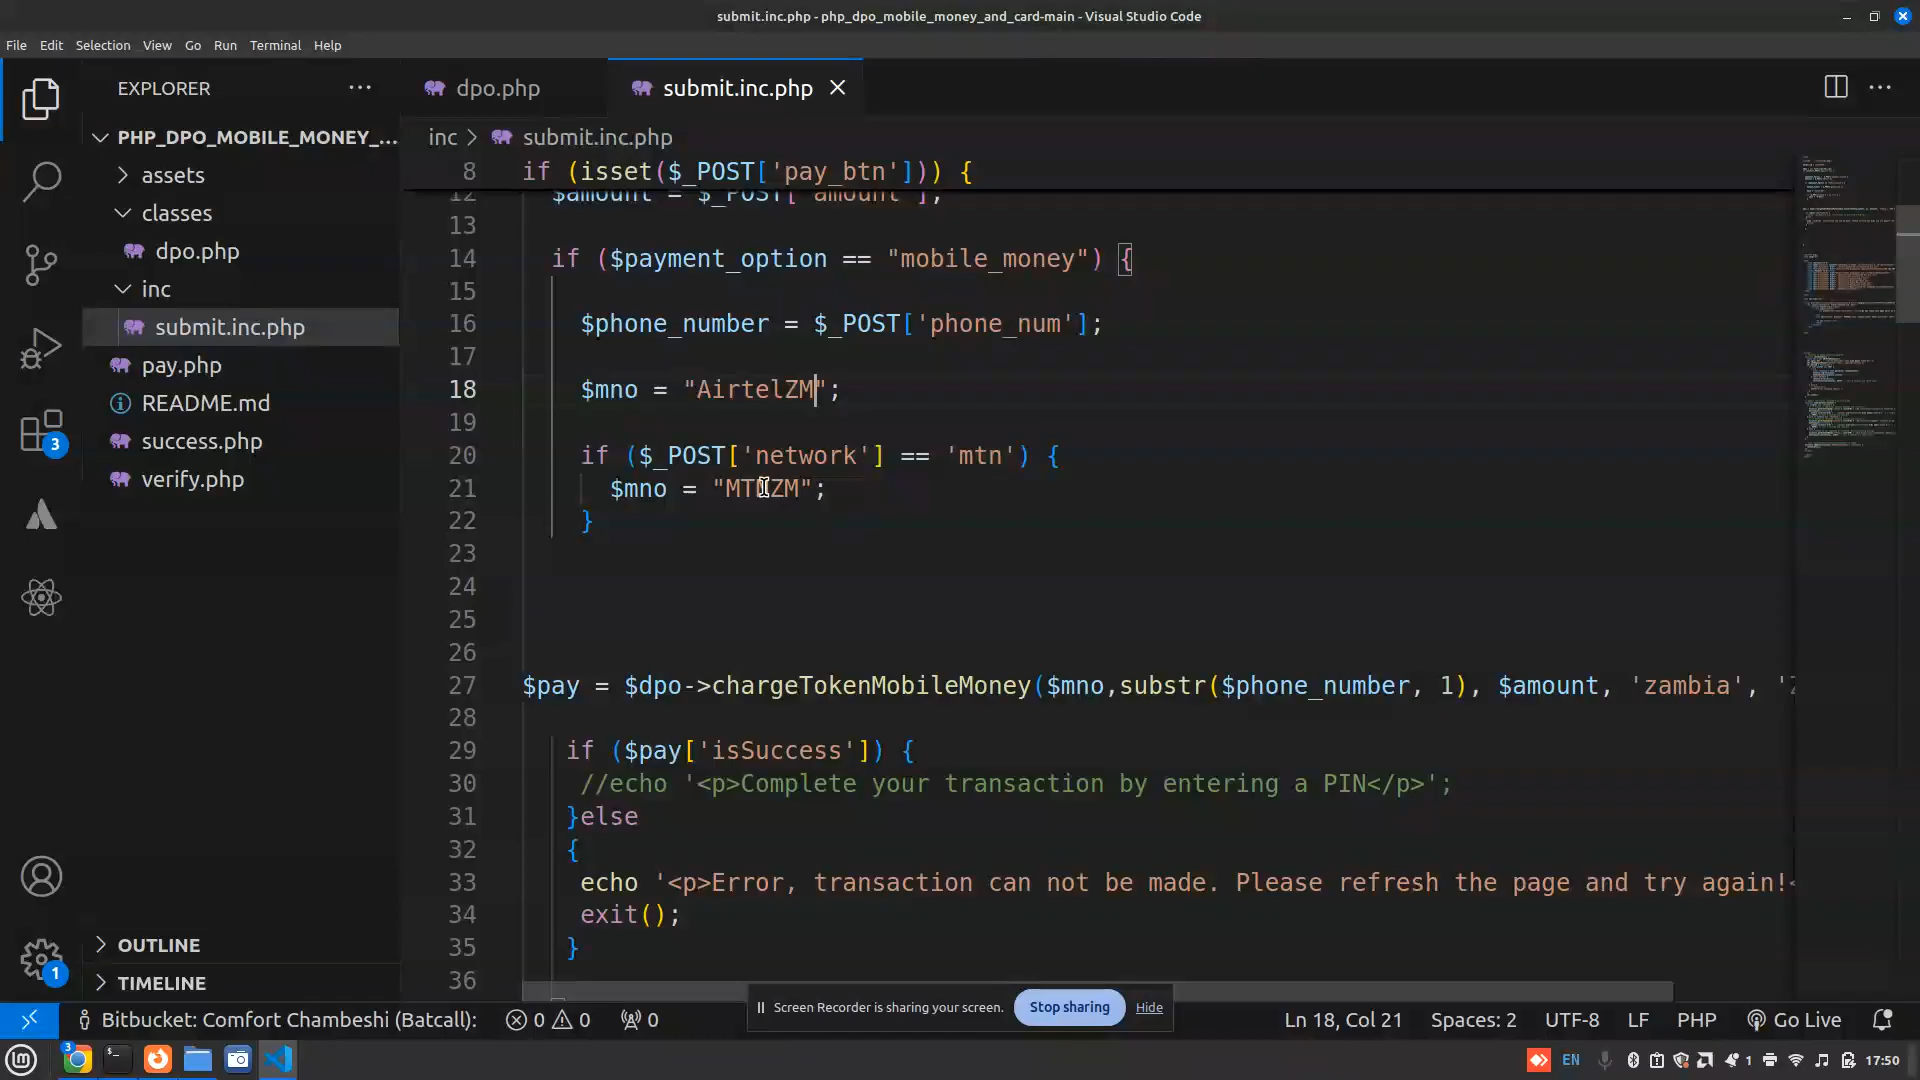 submit.inc.php - php_dpo_mobile_money_and_card-main - Visual Studio Code
File Edit Selection View Go Run Terminal Help
EXPLORER
dpo.php
submit.inc.php
PHP_DPO_MOBILE_MONEY_...
assets
classes
dpo.php
inc
submit.inc.php
pay.php
README.md
success.php
verify.php
OUTLINE
TIMELINE
3
1
inc > submit.inc.php
8 if (isset($_POST['pay_btn'])) {
12 $amount = $_POST['amount'];
13
14 if ($payment_option == "mobile_money") {
15
16 $phone_number = $_POST['phone_num'];
17
18 $mno = "AirtelZM";
19
20 if ($_POST['network'] == 'mtn') {
21 $mno = "MTNZM";
22 }
23
24
25
26
27 $pay = $dpo->chargeTokenMobileMoney($mno,substr($phone_number, 1), $amount, 'zambia', '
28
29 if ($pay['isSuccess']) {
30 //echo '<p>Complete your transaction by entering a PIN</p>';
31 }else
32 {
33 echo '<p>Error, transaction can not be made. Please refresh the page and try again!<
34 exit();
35 }
36
Screen Recorder is sharing your screen. Stop sharing Hide
Bitbucket: Comfort Chambeshi (Batcall): 0 0 0 Ln 18, Col 21 Spaces: 2 UTF-8 LF PHP Go Live
3 EN 1 17:50